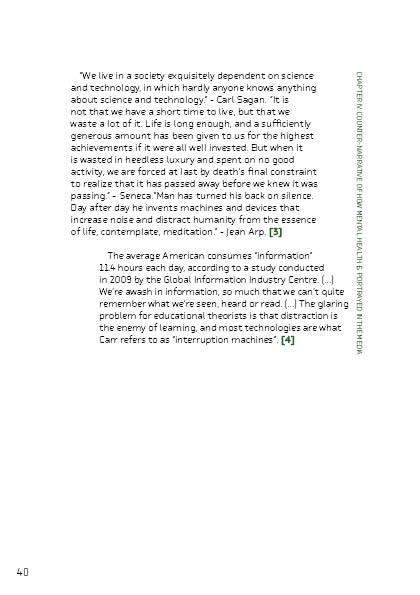 "We live in a society exquisitely dependent on science
and technology, in which hardly anyone knows anything
about science and technology." - Carl Sagan. "It is
not that we have a short time to live, but that we
waste a lot of it. Life is long enough, and a sufficiently
generous amount has been given to us for the highest
achievements if it were all well invested. But when it
is wasted in heedless luxury and spent on no good
activity, we are forced at last by death's final constraint
to realize that it has passed away before we knew it was
passing." – Seneca."Man has turned his back on silence.
Day after day he invents machines and devices that
increase noise and distract humanity from the essence
of life, contemplate, meditation." - Jean Arp. [3]
The average American consumes "information"
11.4 hours each day, according to a study conducted
in 2009 by the Global Information Industry Centre. (...)
We're awash in information, so much that we can't quite
remember what we're seen, heard or read. (...) The glaring
problem for educational theorists is that distraction is
the enemy of learning, and most technologies are what
Carr refers to as "interruption machines". [4]
CHAPTER IV. COUNTER-NARRATIVE OF HOW MENTAL HEALTH IS PORTRAYED IN THE MEDIA
40